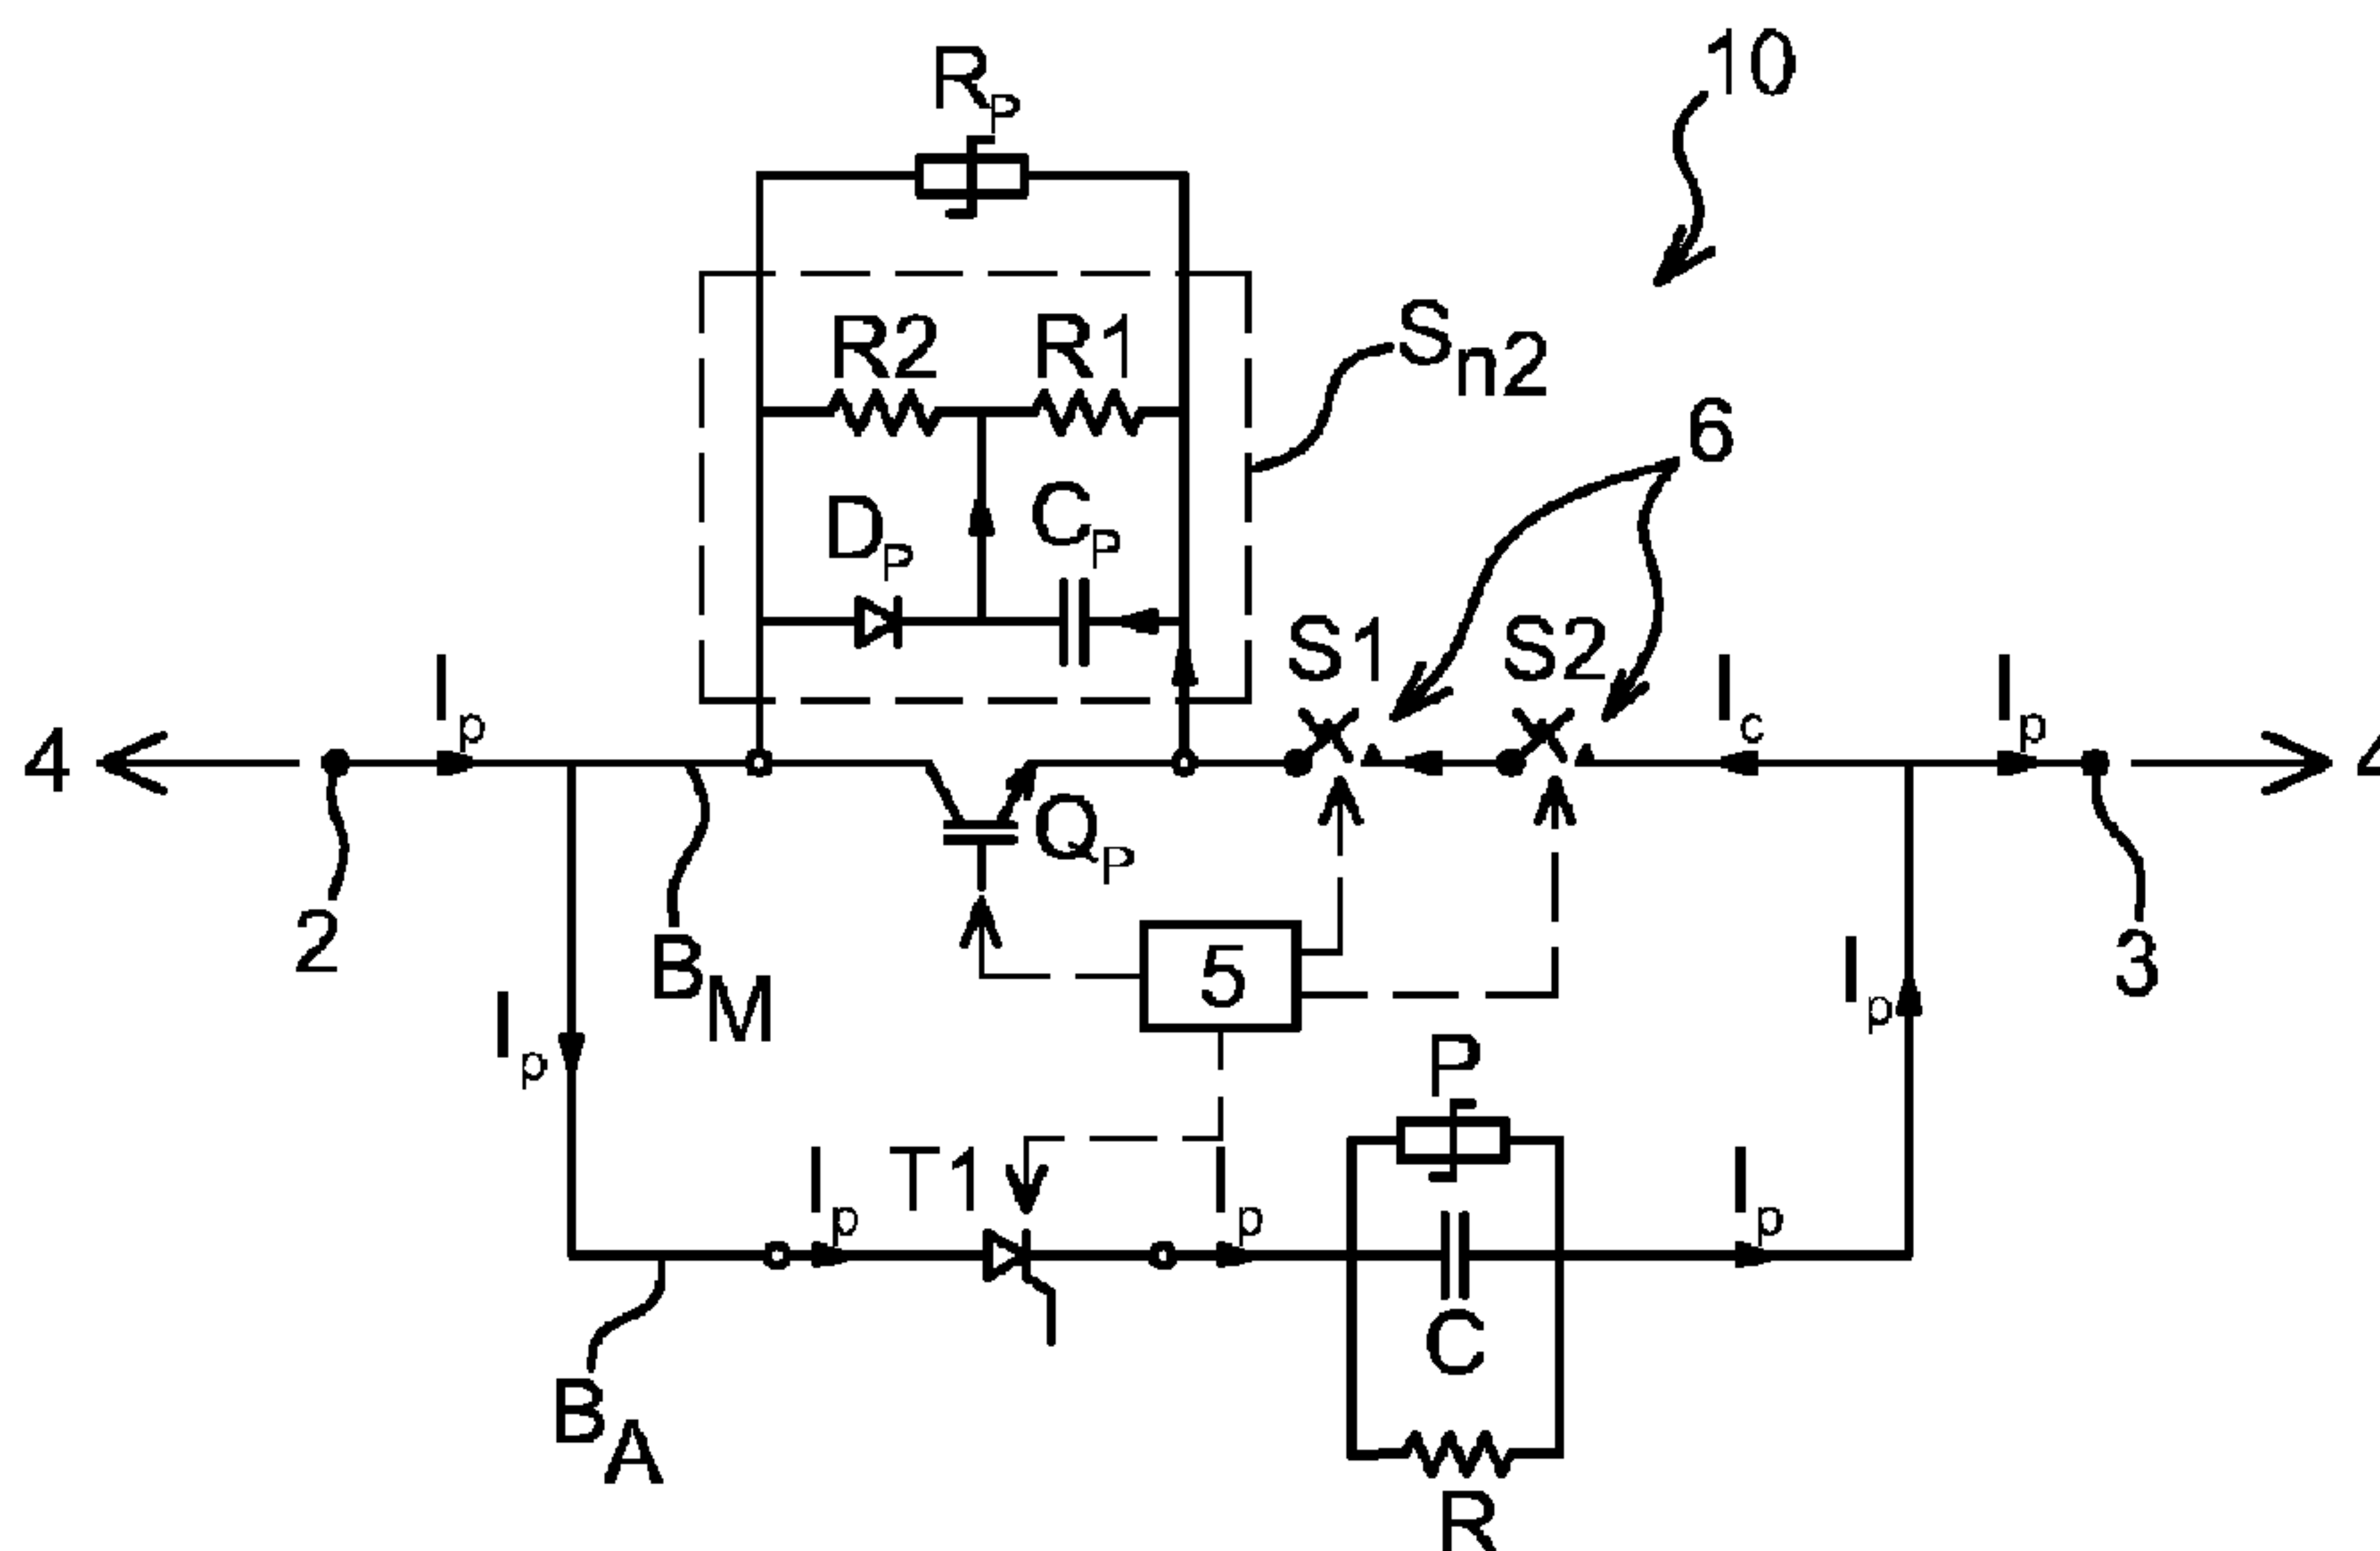 R_P
10
R2 R1
S_n2
6
D_P C_P
S1 S2
I_p I_c I_p
4 4
Q_P
2 B_M 5 3
I_p I_p
P
I_p T1 I_p I_p
C
B_A
R